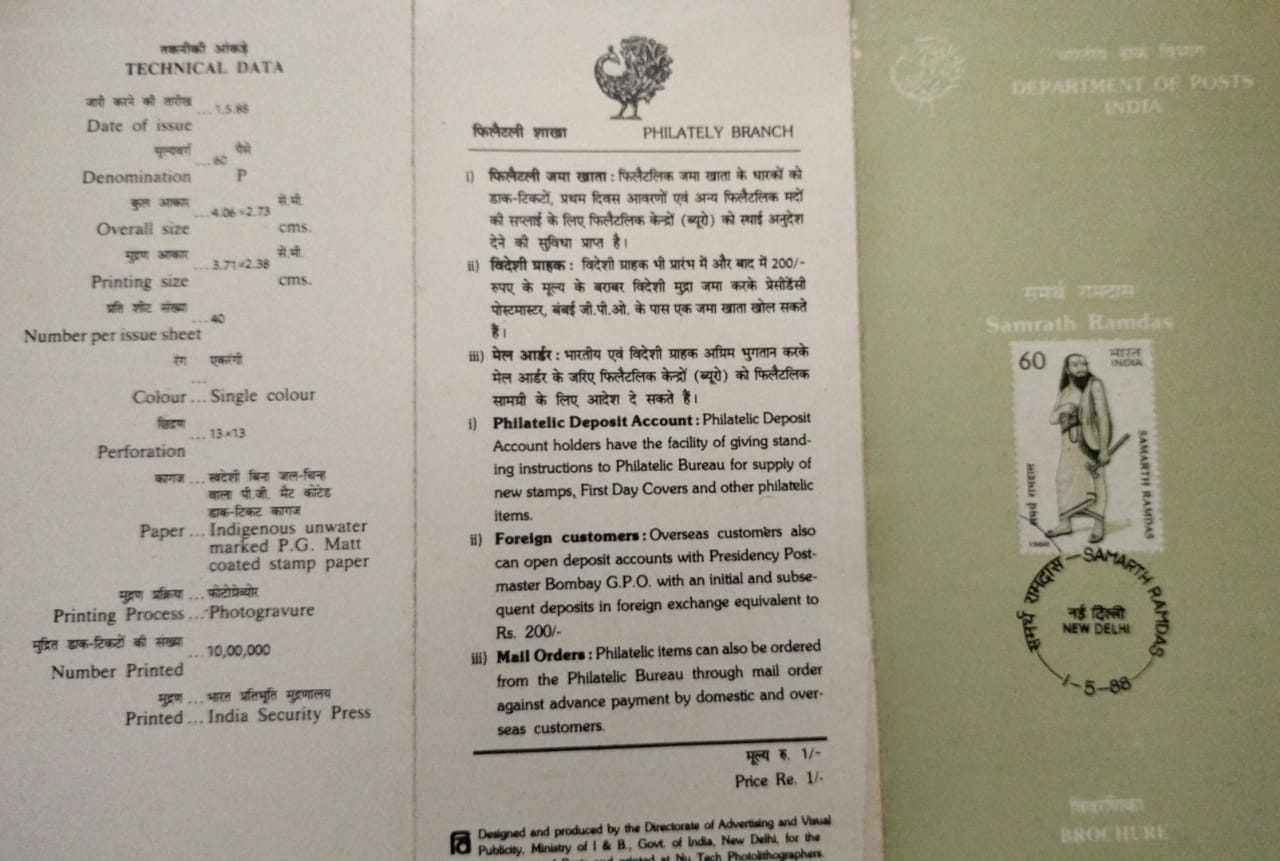 तकनीकी आंकड़े
TECHNICAL DATA
जारी करने की तारीख
... 1.5.88
Date of issue
मूल्यवर्ग पैसे
... 60
Denomination P
कुल आकार से.मी.
... 4.06×2.73
Overall size cms.
मुद्रण आकार से.मी.
... 3.71×2.38
Printing size cms.
प्रति शीट संख्या
... 40
Number per issue sheet
रंग एकरंगी
...
Colour ... Single colour
छिद्रण
... 13×13
Perforation
कागज ... स्वदेशी बिना जल-चिन्ह
वाला पी.जी. मैट कोटेड
डाक-टिकट कागज
Paper ... Indigenous unwater
marked P.G. Matt
coated stamp paper
मुद्रण प्रक्रिया ... फोटोग्रेव्योर
Printing Process ... Photogravure
मुद्रित डाक-टिकटों की संख्या
... 10,00,000
Number Printed
मुद्रण ... भारत प्रतिभूति मुद्रणालय
Printed ... India Security Press
फिलैटली शाखा PHILATELY BRANCH
i) फिलैटली जमा खाता : फिलैटलिक जमा खाता के धारकों को
डाक-टिकटों, प्रथम दिवस आवरणों एवं अन्य फिलैटलिक मदों
की सप्लाई के लिए फिलैटलिक केन्द्रों (ब्यूरो) को स्थाई अनुदेश
देने की सुविधा प्राप्त है।
ii) विदेशी ग्राहक : विदेशी ग्राहक भी प्रारंभ में और बाद में 200/-
रुपए के मूल्य के बराबर विदेशी मुद्रा जमा करके प्रेसीडेंसी
पोस्टमास्टर, बंबई जी.पी.ओ. के पास एक जमा खाता खोल सकते
हैं।
iii) मेल आर्डर : भारतीय एवं विदेशी ग्राहक अग्रिम भुगतान करके
मेल आर्डर के जरिए फिलैटलिक केन्द्रों (ब्यूरो) को फिलैटलिक
सामग्री के लिए आदेश दे सकते हैं।
i) Philatelic Deposit Account : Philatelic Deposit
Account holders have the facility of giving stand-
ing instructions to Philatelic Bureau for supply of
new stamps, First Day Covers and other philatelic
items.
ii) Foreign customers : Overseas customers also
can open deposit accounts with Presidency Post-
master Bombay G.P.O. with an initial and subse-
quent deposits in foreign exchange equivalent to
Rs. 200/-
iii) Mail Orders : Philatelic items can also be ordered
from the Philatelic Bureau through mail order
against advance payment by domestic and over-
seas customers.
मूल्य रु. 1/-
Price Re. 1/-
Designed and produced by the Directorate of Advertising and Visual
Publicity, Ministry of I & B., Govt. of India, New Delhi, for the
Posts and printed at Nu Tech Photolithographers
भारतीय डाक विभाग
DEPARTMENT OF POSTS
INDIA
समर्थ रामदास
Samrath Ramdas
60 भारत
INDIA
समर्थ रामदास
SAMARTH RAMDAS
1988
समर्थ रामदास – SAMARTH RAMDAS
नई दिल्ली
NEW DELHI
1-5-88
विवरणिका
BROCHURE